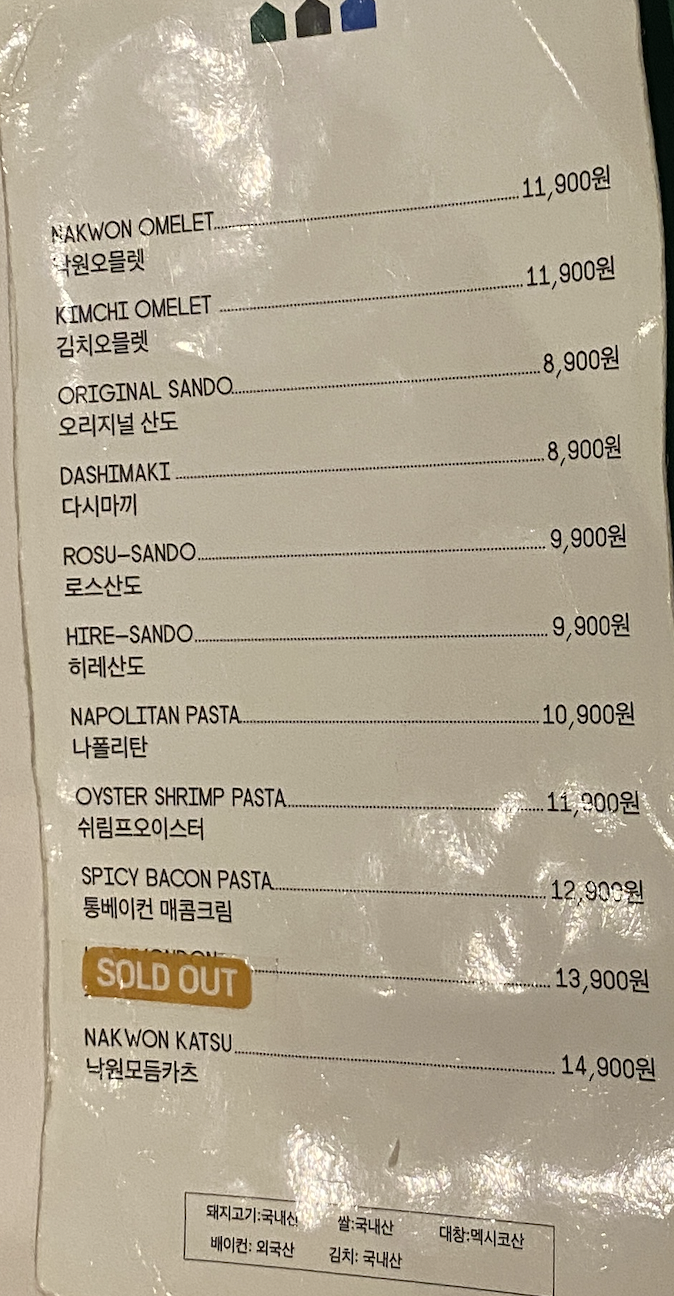 NAKWON OMELET 11,900원
낙원오믈렛
KIMCHI OMELET 11,900원
김치오믈렛
ORIGINAL SANDO 8,900원
오리지널 산도
DASHIMAKI 8,900원
다시마끼
ROSU-SANDO 9,900원
로스산도
HIRE-SANDO 9,900원
히레산도
NAPOLITAN PASTA 10,900원
나폴리탄
OYSTER SHRIMP PASTA 11,900원
쉬림프오이스터
SPICY BACON PASTA 12,900원
통베이컨 매콤크림
SOLD OUT 13,900원
NAKWON KATSU 14,900원
낙원모듬카츠
돼지고기:국내산 쌀:국내산 대창:멕시코산
배이컨: 외국산 김치: 국내산